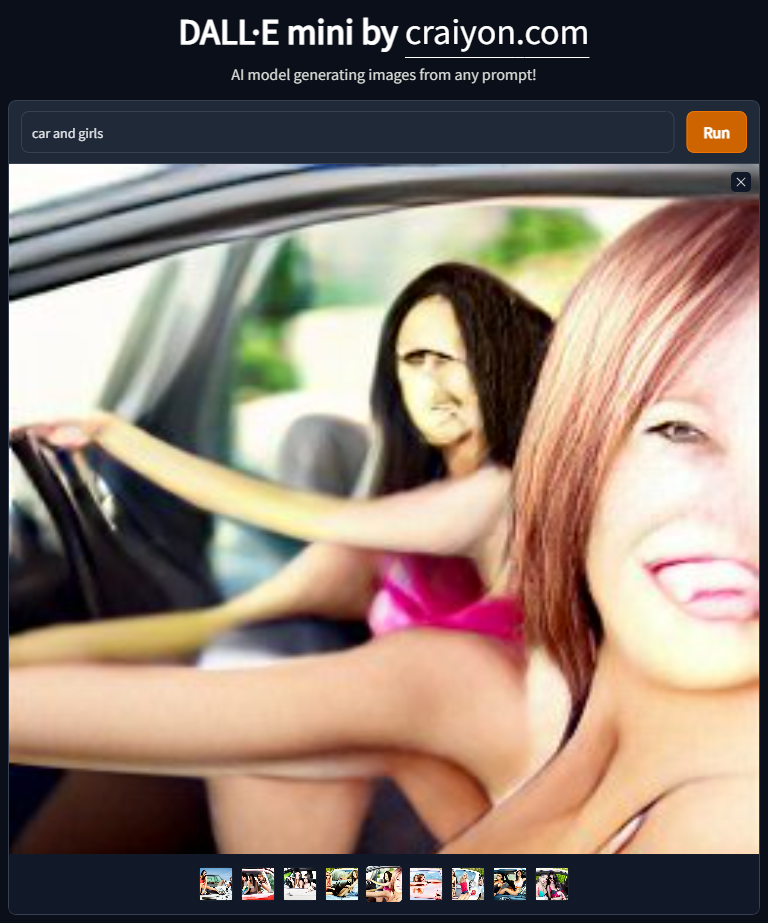 DALL·E mini by craiyon.com
AI model generating images from any prompt!
car and girls
Run